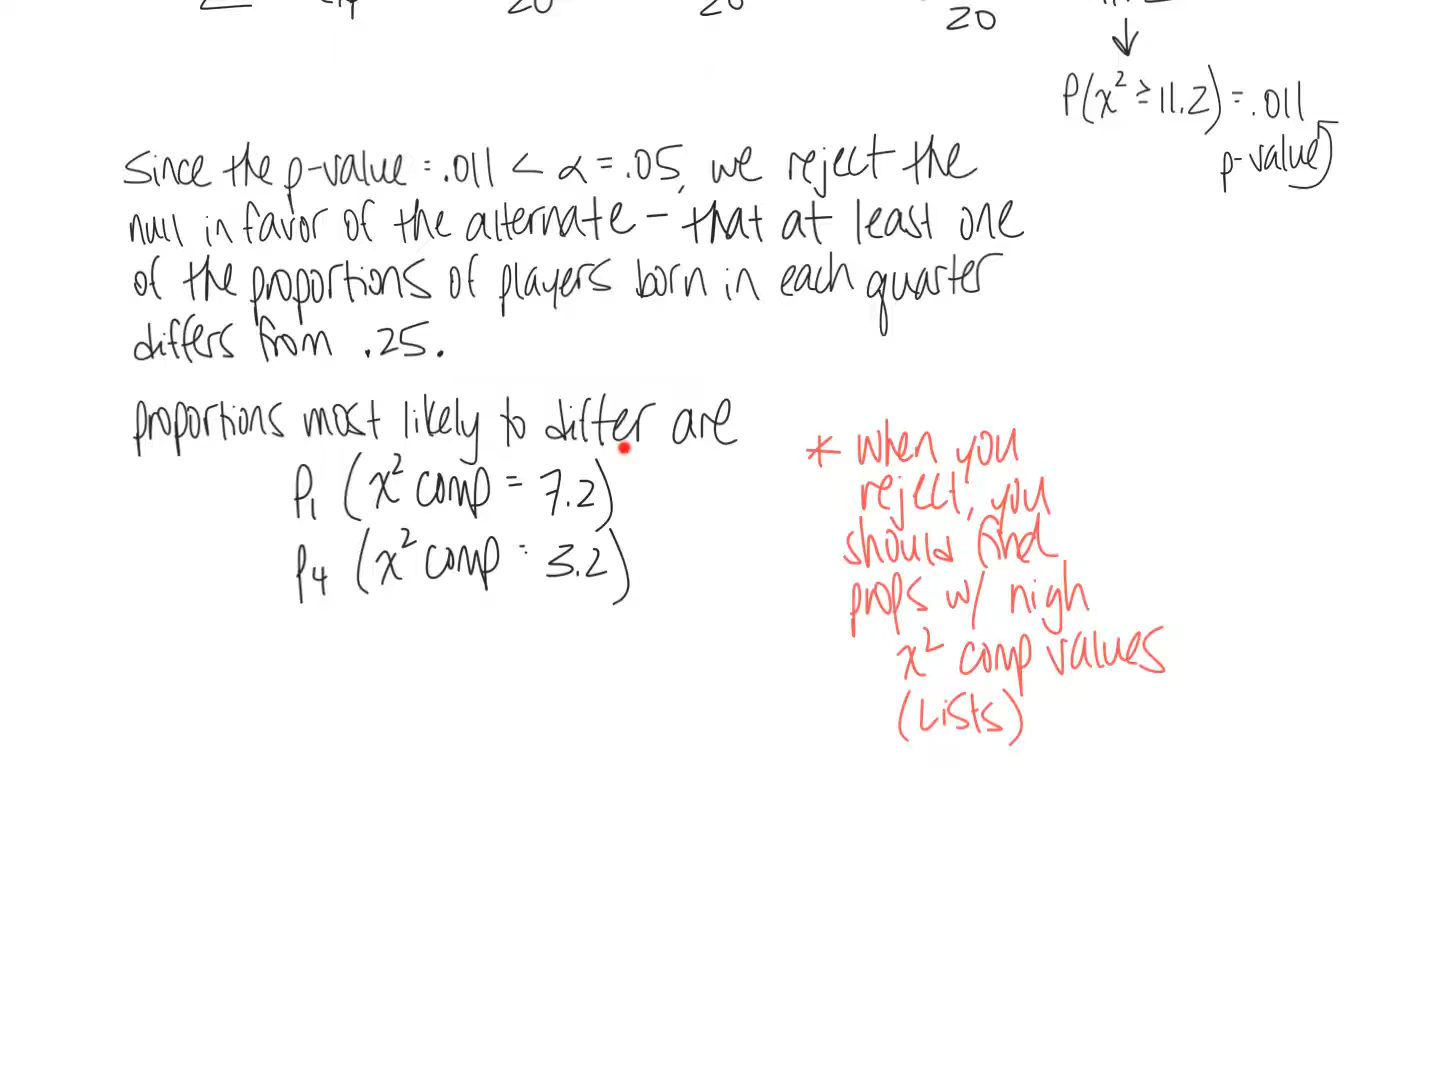 20
P(x² ≥ 11.2) = .011
p-value
Since the p-value = .011 < α = .05, we reject the
null in favor of the alternate - that at least one
of the proportions of players born in each quarter
differs from .25.
proportions most likely to differ are
P₁ (x² comp = 7.2)
P₄ (x² comp = 3.2)
* when you
reject, you
should find
props w/ high
x² comp values
(Lists)